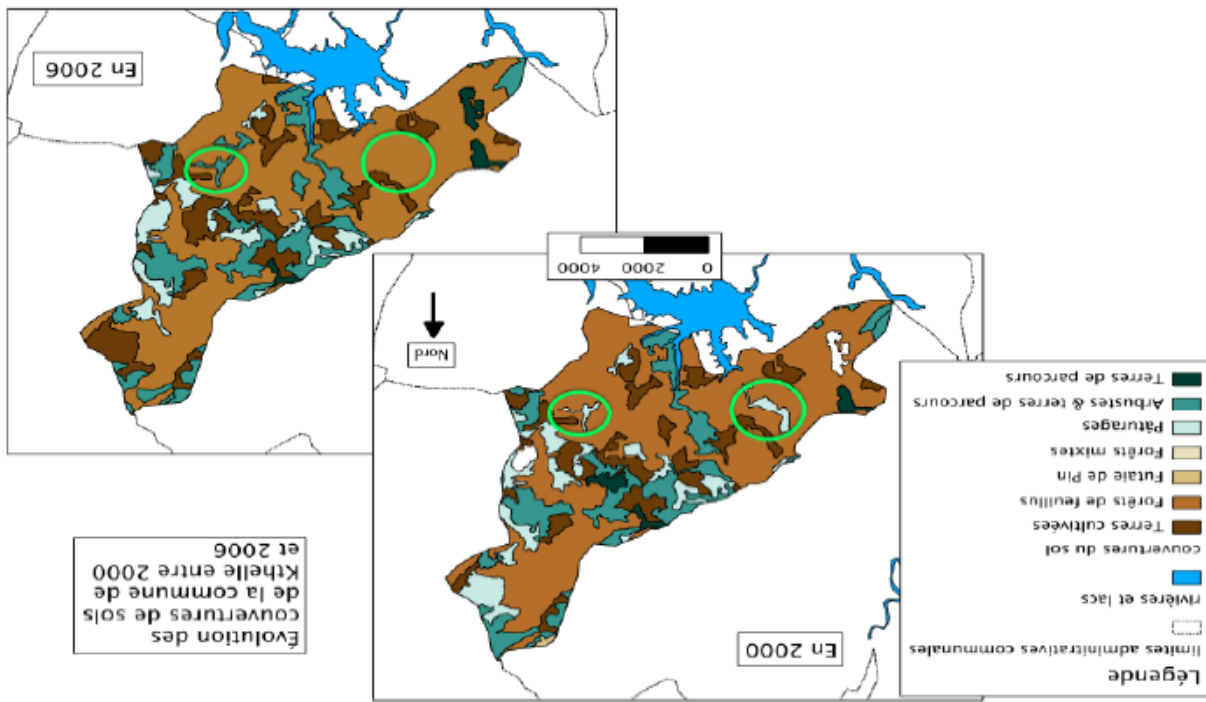 Légende
limites adminitratives communales
rivières et lacs
couvertures du sol
Terres cultivées
Forêts de feuillus
Futaie de Pin
Forêts mixtes
Pâturages
Arbustes & terres de parcours
Terres de parcours
En 2000
Évolution des
couvertures de sols
de la commune de
Kthelle entre 2000
et 2006
Nord
0 2000 4000
En 2006